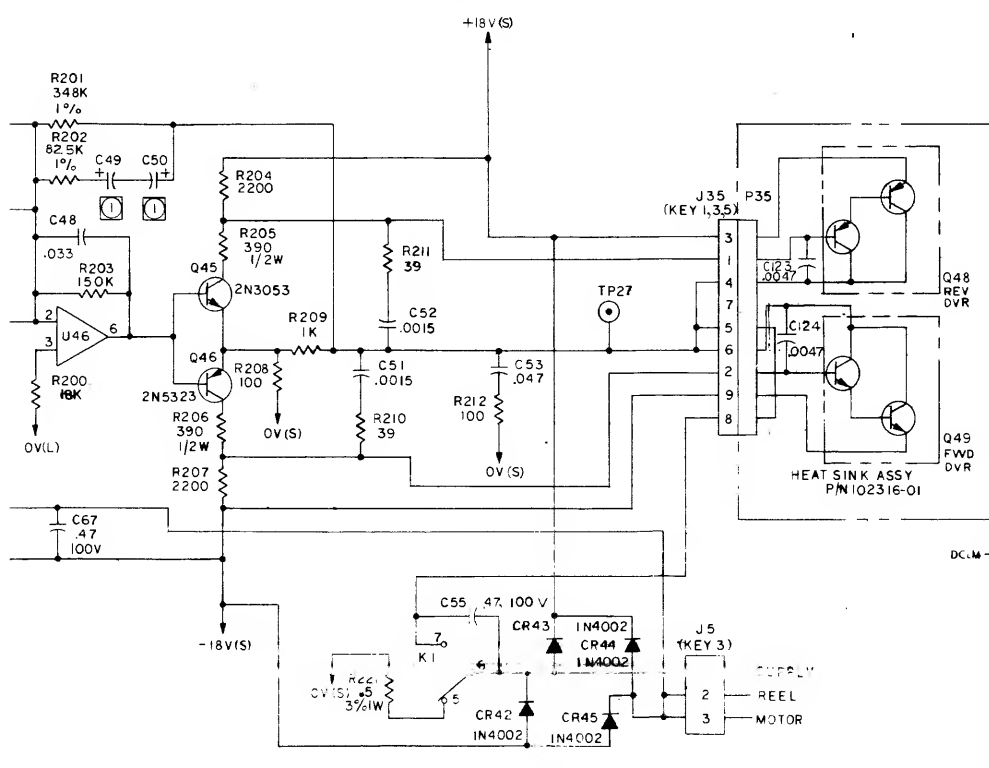 +18V(S)
R201
348K
1%
R202
82.5K
1%
C49
C50
+
+
1
1
C48
.033
R203
150K
U46
2
3
6
R200
18K
0V(L)
R204
2200
R205
390
1/2W
Q45
2N3053
Q46
2N5323
R206
390
1/2W
R207
2200
R208
100
0V(S)
R209
1K
R211
39
C52
.0015
C51
.0015
R210
39
C53
.047
R212
100
0V(S)
TP27
J35
P35
(KEY 1,3,5)
3
1
4
7
5
6
2
9
8
C123
.0047
C124
.0047
Q48
REV
DVR
Q49
FWD
DVR
HEAT SINK ASSY
P/N 102316-01
C67
.47
100V
-18V(S)
C55
.47, 100V
7
K1
6
5
0V(S)
.5
3%1W
CR43
1N4002
CR44
1N4002
CR42
1N4002
CR45
1N4002
J5
(KEY 3)
2
3
SUPPLY
REEL
MOTOR